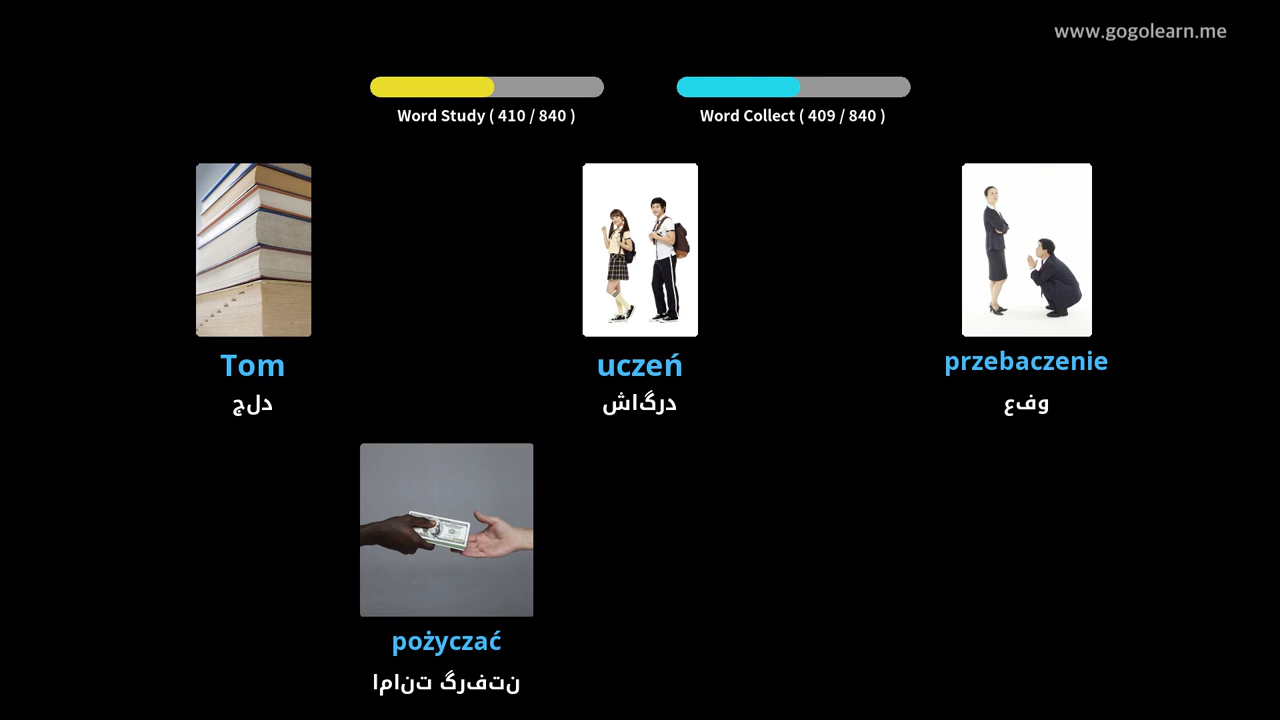 www.gogolearn.me
Word Study ( 410 / 840 )
Word Collect ( 409 / 840 )
Tom
جلد
uczeń
شاگرد
przebaczenie
عفو
pożyczać
امانت گرفتن